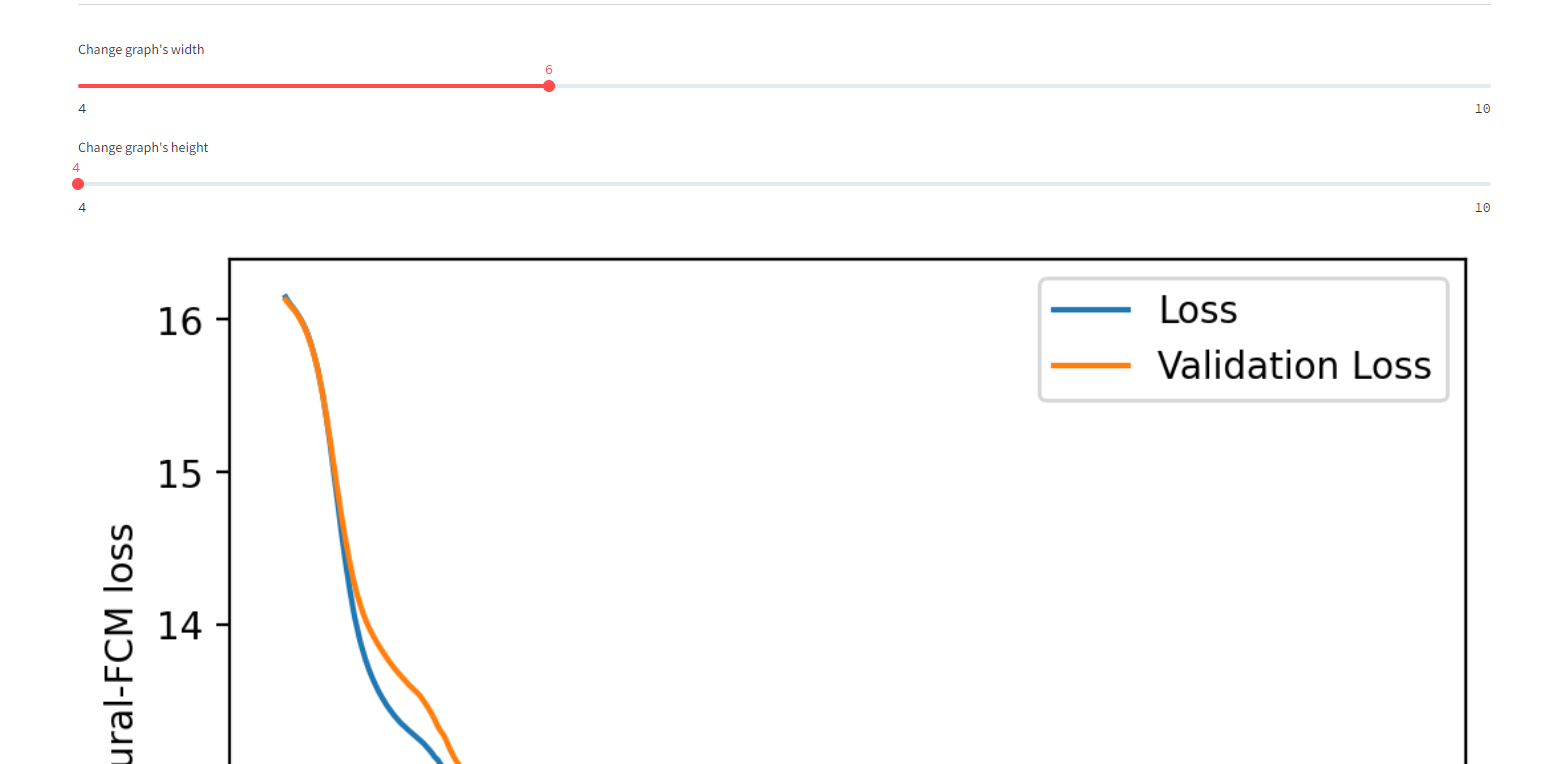 Change graph's width
6
4 10
Change graph's height
4
4 10
16
15
14
ural-FCM loss
Loss
Validation Loss